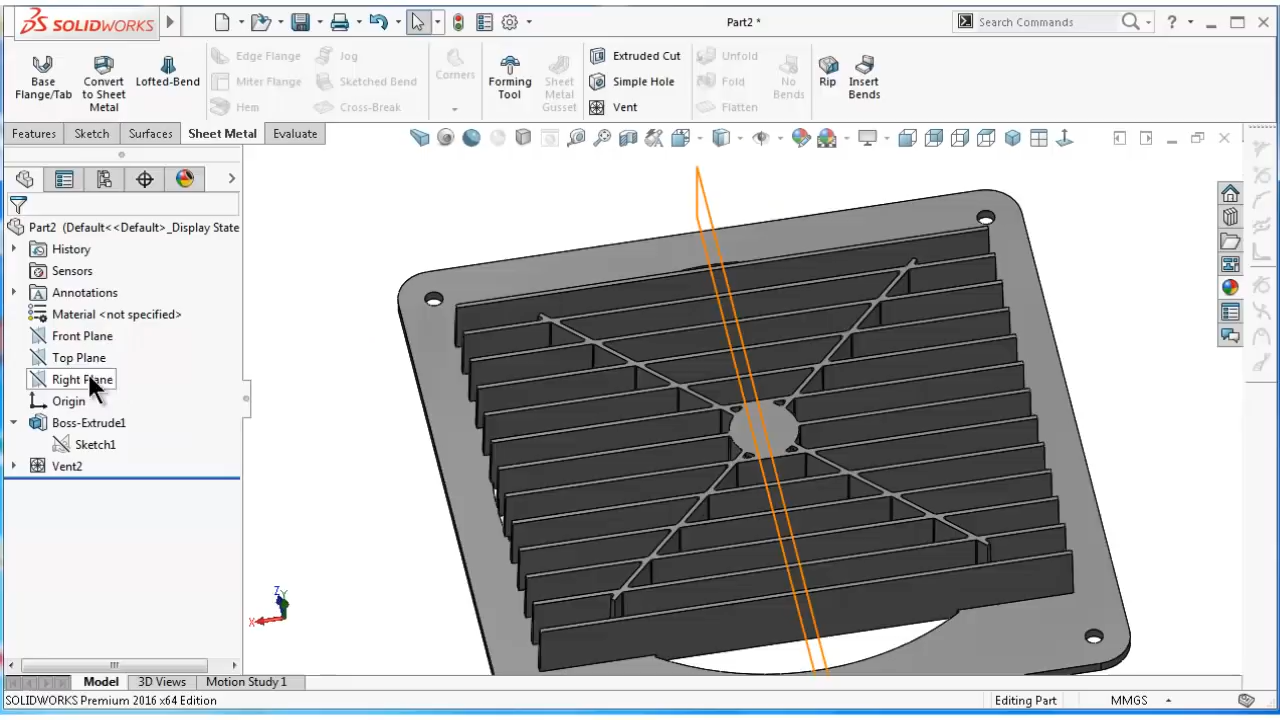 SOLIDWORKS
Part2 *
Search Commands
?
Base Flange/Tab
Convert to Sheet Metal
Lofted-Bend
Edge Flange
Miter Flange
Hem
Jog
Sketched Bend
Cross-Break
Corners
Forming Tool
Sheet Metal Gusset
Extruded Cut
Simple Hole
Vent
Unfold
Fold
Flatten
No Bends
Rip
Insert Bends
Features
Sketch
Surfaces
Sheet Metal
Evaluate
Part2 (Default<<Default>_Display State
History
Sensors
Annotations
Material <not specified>
Front Plane
Top Plane
Right Plane
Origin
Boss-Extrude1
Sketch1
Vent2
Z
Y
X
Model
3D Views
Motion Study 1
SOLIDWORKS Premium 2016 x64 Edition
Editing Part
MMGS